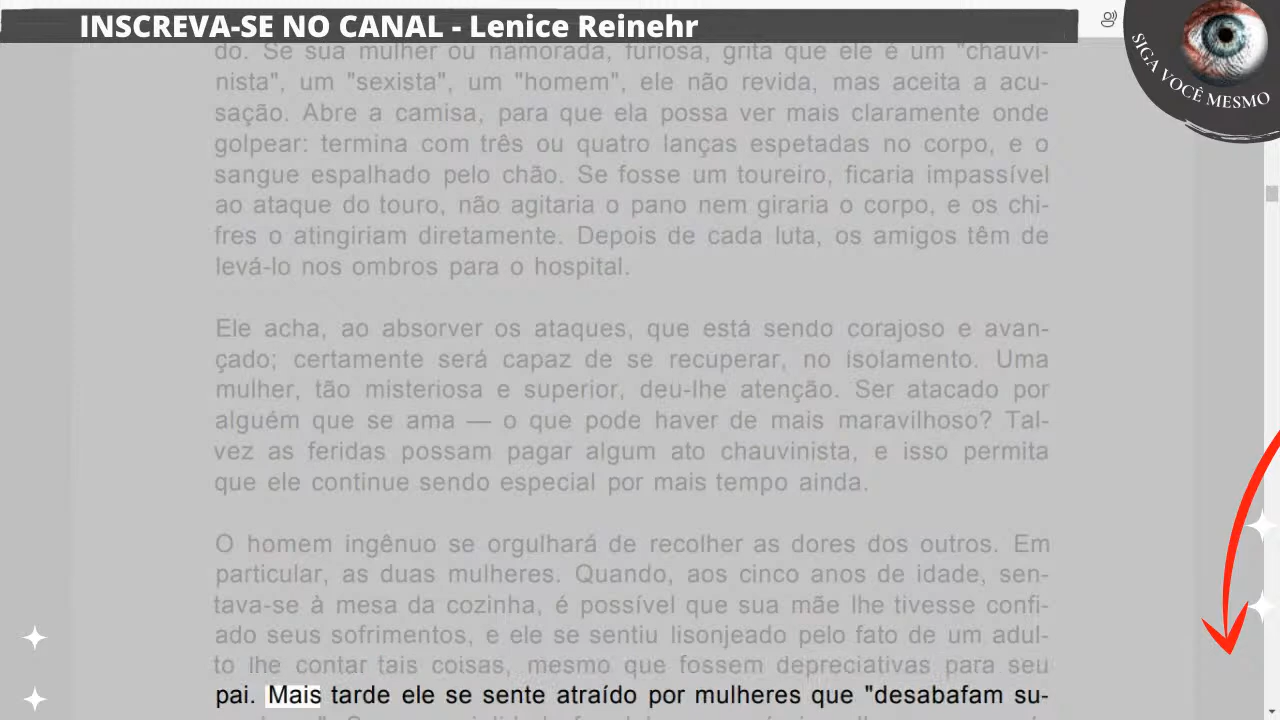 INSCREVA-SE NO CANAL - Lenice Reinehr
SIGA VOCÊ MESMO
do. Se sua mulher ou namorada, furiosa, grita que ele é um "chauvi-
nista", um "sexista", um "homem", ele não revida, mas aceita a acu-
sação. Abre a camisa, para que ela possa ver mais claramente onde
golpear: termina com três ou quatro lanças espetadas no corpo, e o
sangue espalhado pelo chão. Se fosse um toureiro, ficaria impassível
ao ataque do touro, não agitaria o pano nem giraria o corpo, e os chi-
fres o atingiriam diretamente. Depois de cada luta, os amigos têm de
levá-lo nos ombros para o hospital.
Ele acha, ao absorver os ataques, que está sendo corajoso e avan-
çado; certamente será capaz de se recuperar, no isolamento. Uma
mulher, tão misteriosa e superior, deu-lhe atenção. Ser atacado por
alguém que se ama — o que pode haver de mais maravilhoso? Tal-
vez as feridas possam pagar algum ato chauvinista, e isso permita
que ele continue sendo especial por mais tempo ainda.
O homem ingênuo se orgulhará de recolher as dores dos outros. Em
particular, as duas mulheres. Quando, aos cinco anos de idade, sen-
tava-se à mesa da cozinha, é possível que sua mãe lhe tivesse confi-
ado seus sofrimentos, e ele se sentiu lisonjeado pelo fato de um adul-
to lhe contar tais coisas, mesmo que fossem depreciativas para seu
pai. Mais tarde ele se sente atraído por mulheres que "desabafam su-